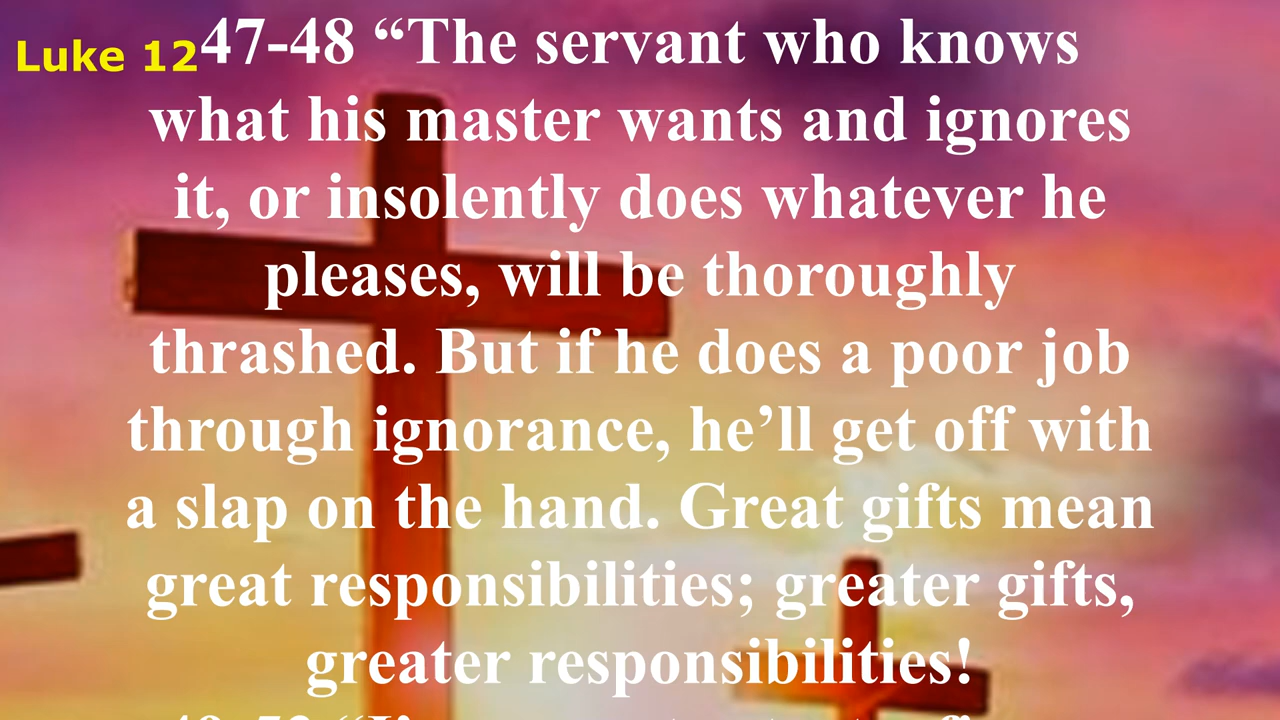 Luke 12
47-48 “The servant who knows
what his master wants and ignores
it, or insolently does whatever he
pleases, will be thoroughly
thrashed. But if he does a poor job
through ignorance, he’ll get off with
a slap on the hand. Great gifts mean
great responsibilities; greater gifts,
greater responsibilities!